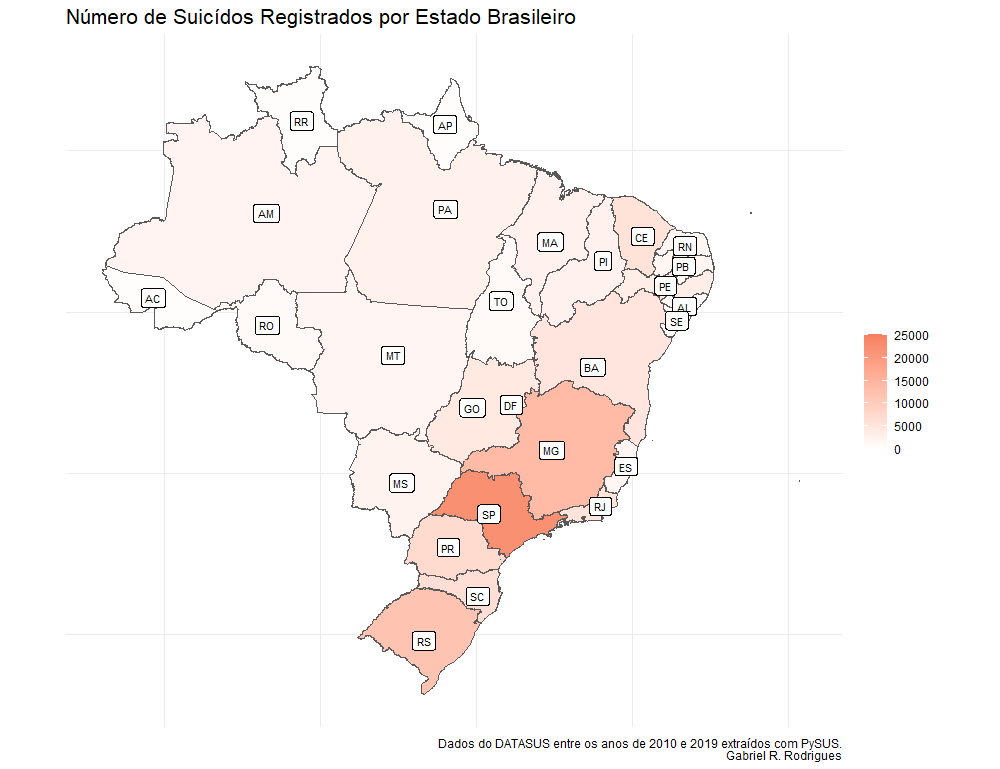 Número de Suicídos Registrados por Estado Brasileiro
RR
AP
AM
PA
MA
CE
RN
PI
PB
PE
AC
TO
AL
RO
SE
MT
BA
GO
DF
MG
ES
MS
RJ
SP
PR
SC
RS
25000
20000
15000
10000
5000
0
Dados do DATASUS entre os anos de 2010 e 2019 extraídos com PySUS.
Gabriel R. Rodrigues